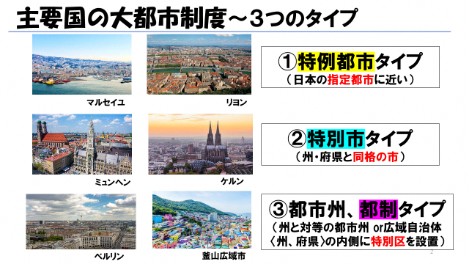 主要国の大都市制度～３つのタイプ
マルセイユ
リヨン
①特例都市タイプ
（日本の指定都市に近い）
ミュンヘン
ケルン
②特別市タイプ
（州・府県と同格の市）
ベルリン
釜山広域市
③都市州、都制タイプ
（州と対等の都市州 or広域自治体
〈州、府県〉の内側に特別区を設置）